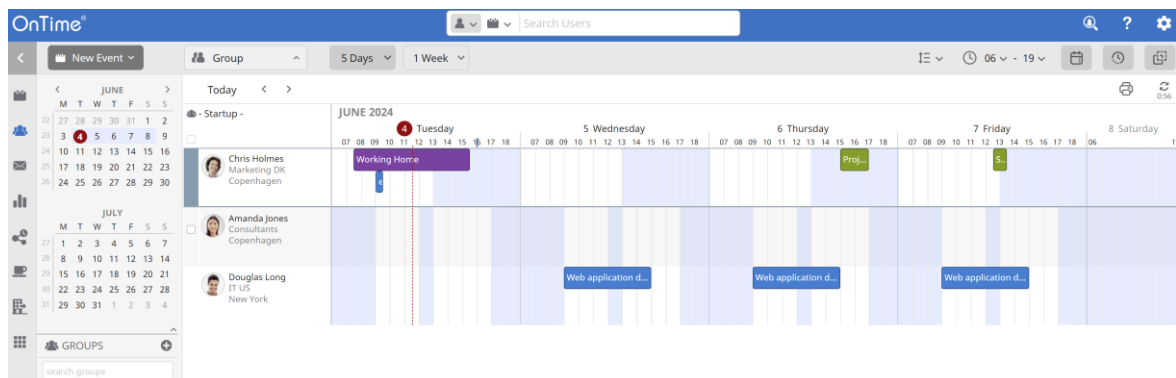 OnTime®
Search Users
New Event
Group
5 Days
1 Week
06 - 19
JUNE
M T W T F S S
22 27 28 29 30 31 1 2
23 3 4 5 6 7 8 9
24 10 11 12 13 14 15 16
25 17 18 19 20 21 22 23
26 24 25 26 27 28 29 30
JULY
M T W T F S S
27 1 2 3 4 5 6 7
28 8 9 10 11 12 13 14
29 15 16 17 18 19 20 21
30 22 23 24 25 26 27 28
31 29 30 31 1 2 3 4
GROUPS
search groups
Today
0:56
- Startup -
JUNE 2024
4 Tuesday 5 Wednesday 6 Thursday 7 Friday 8 Saturday
07 08 09 10 11 12 13 14 15 16 17 18 07 08 09 10 11 12 13 14 15 16 17 18 07 08 09 10 11 12 13 14 15 16 17 18 07 08 09 10 11 12 13 14 15 16 17 18 06 1
Chris Holmes
Marketing DK
Copenhagen
Working Home
Proj...
S...
Amanda Jones
Consultants
Copenhagen
Douglas Long
IT US
New York
Web application d...
Web application d...
Web application d...